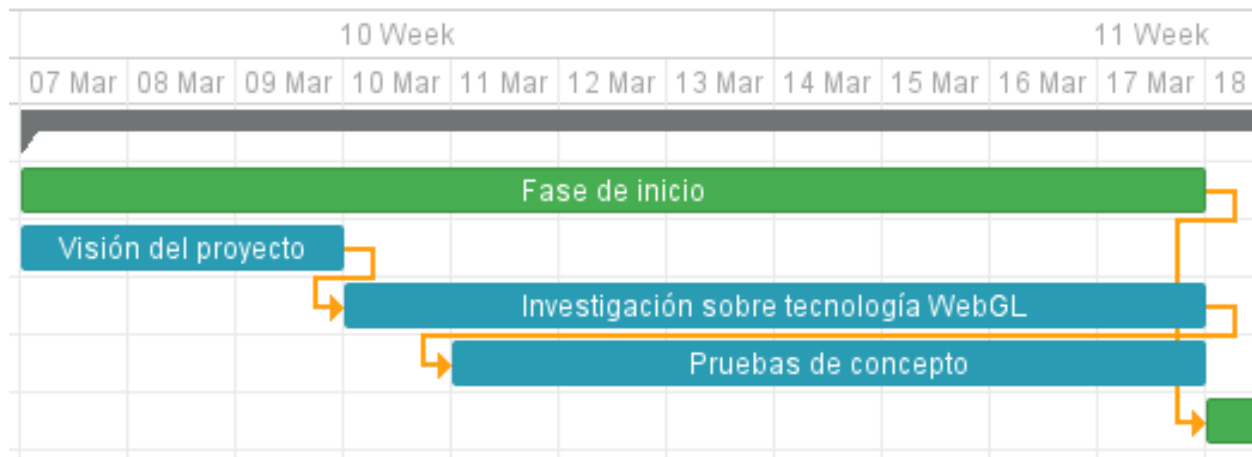 10 Week 11 Week
07 Mar 08 Mar 09 Mar 10 Mar 11 Mar 12 Mar 13 Mar 14 Mar 15 Mar 16 Mar 17 Mar 18
Fase de inicio
Visión del proyecto
Investigación sobre tecnología WebGL
Pruebas de concepto